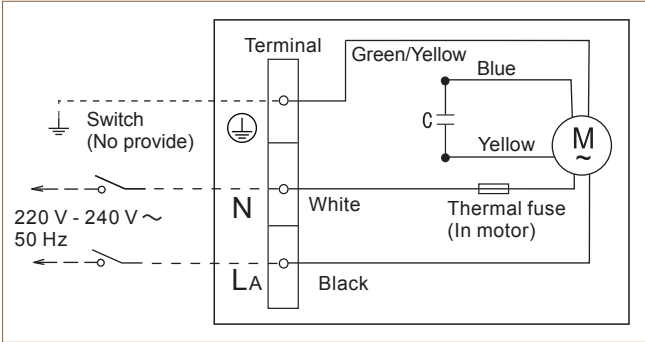 Terminal
Green/Yellow
Blue
Switch
(No provide)
C
Yellow
M
~
N
White
Thermal fuse
(In motor)
220 V - 240 V ~
50 Hz
LA
Black